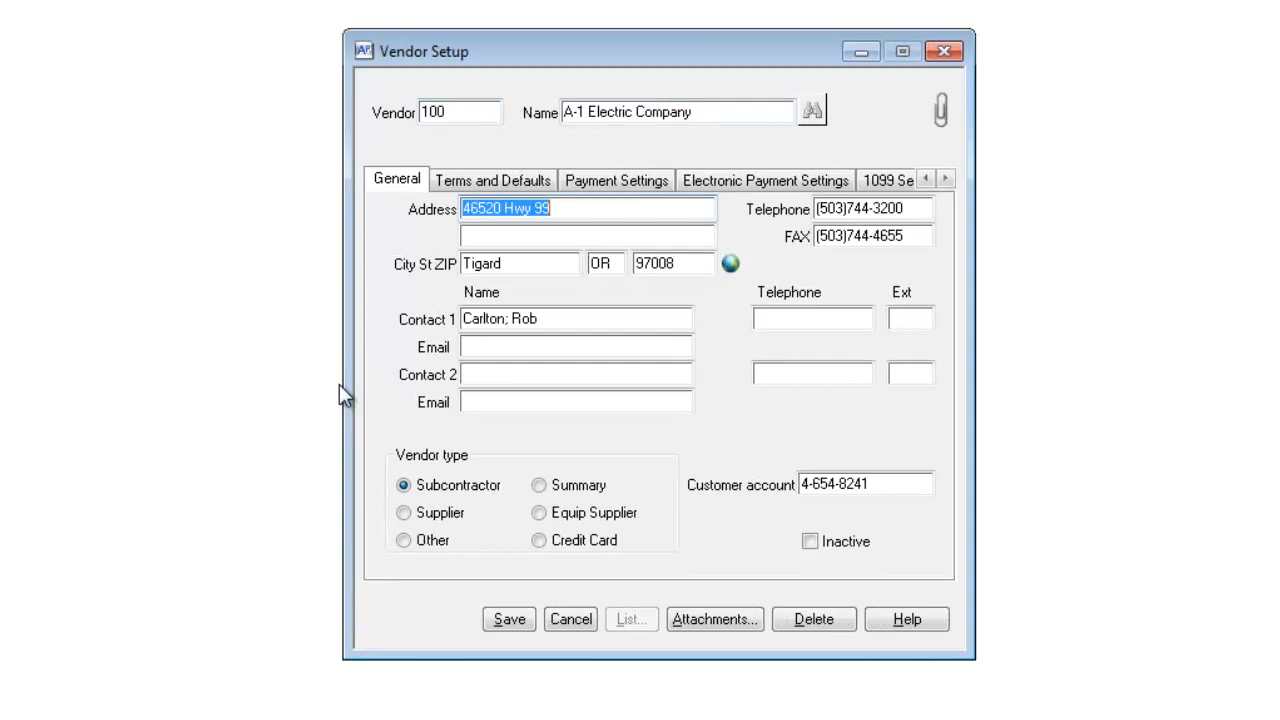 AP Vendor Setup
Vendor 100 Name A-1 Electric Company
General Terms and Defaults Payment Settings Electronic Payment Settings 1099 Se
Address 46520 Hwy 99 Telephone (503)744-3200
FAX (503)744-4655
City St ZIP Tigard OR 97008
Name Telephone Ext
Contact 1 Carlton; Rob
Email
Contact 2
Email
Vendor type
Subcontractor Summary Customer account 4-654-8241
Supplier Equip Supplier
Other Credit Card Inactive
Save Cancel List... Attachments... Delete Help